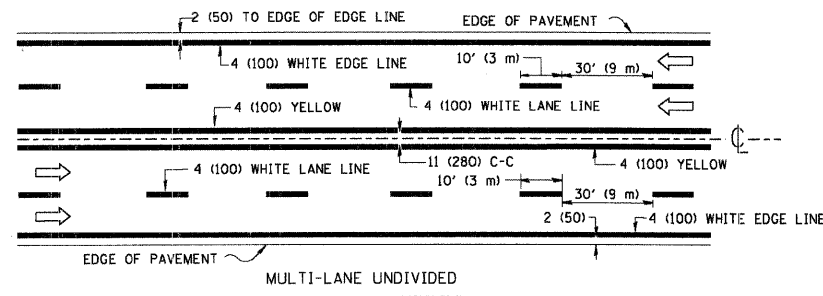 2 (50) TO EDGE OF EDGE LINE
EDGE OF PAVEMENT
4 (100) WHITE EDGE LINE
10' (3 m)
30' (9 m)
4 (100) YELLOW
4 (100) WHITE LANE LINE
℄
4 (100) WHITE LANE LINE
11 (280) C-C
4 (100) YELLOW
10' (3 m)
30' (9 m)
2 (50)
4 (100) WHITE EDGE LINE
EDGE OF PAVEMENT
MULTI-LANE UNDIVIDED